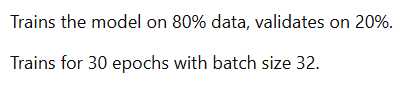 Trains the model on 80% data, validates on 20%.
Trains for 30 epochs with batch size 32.